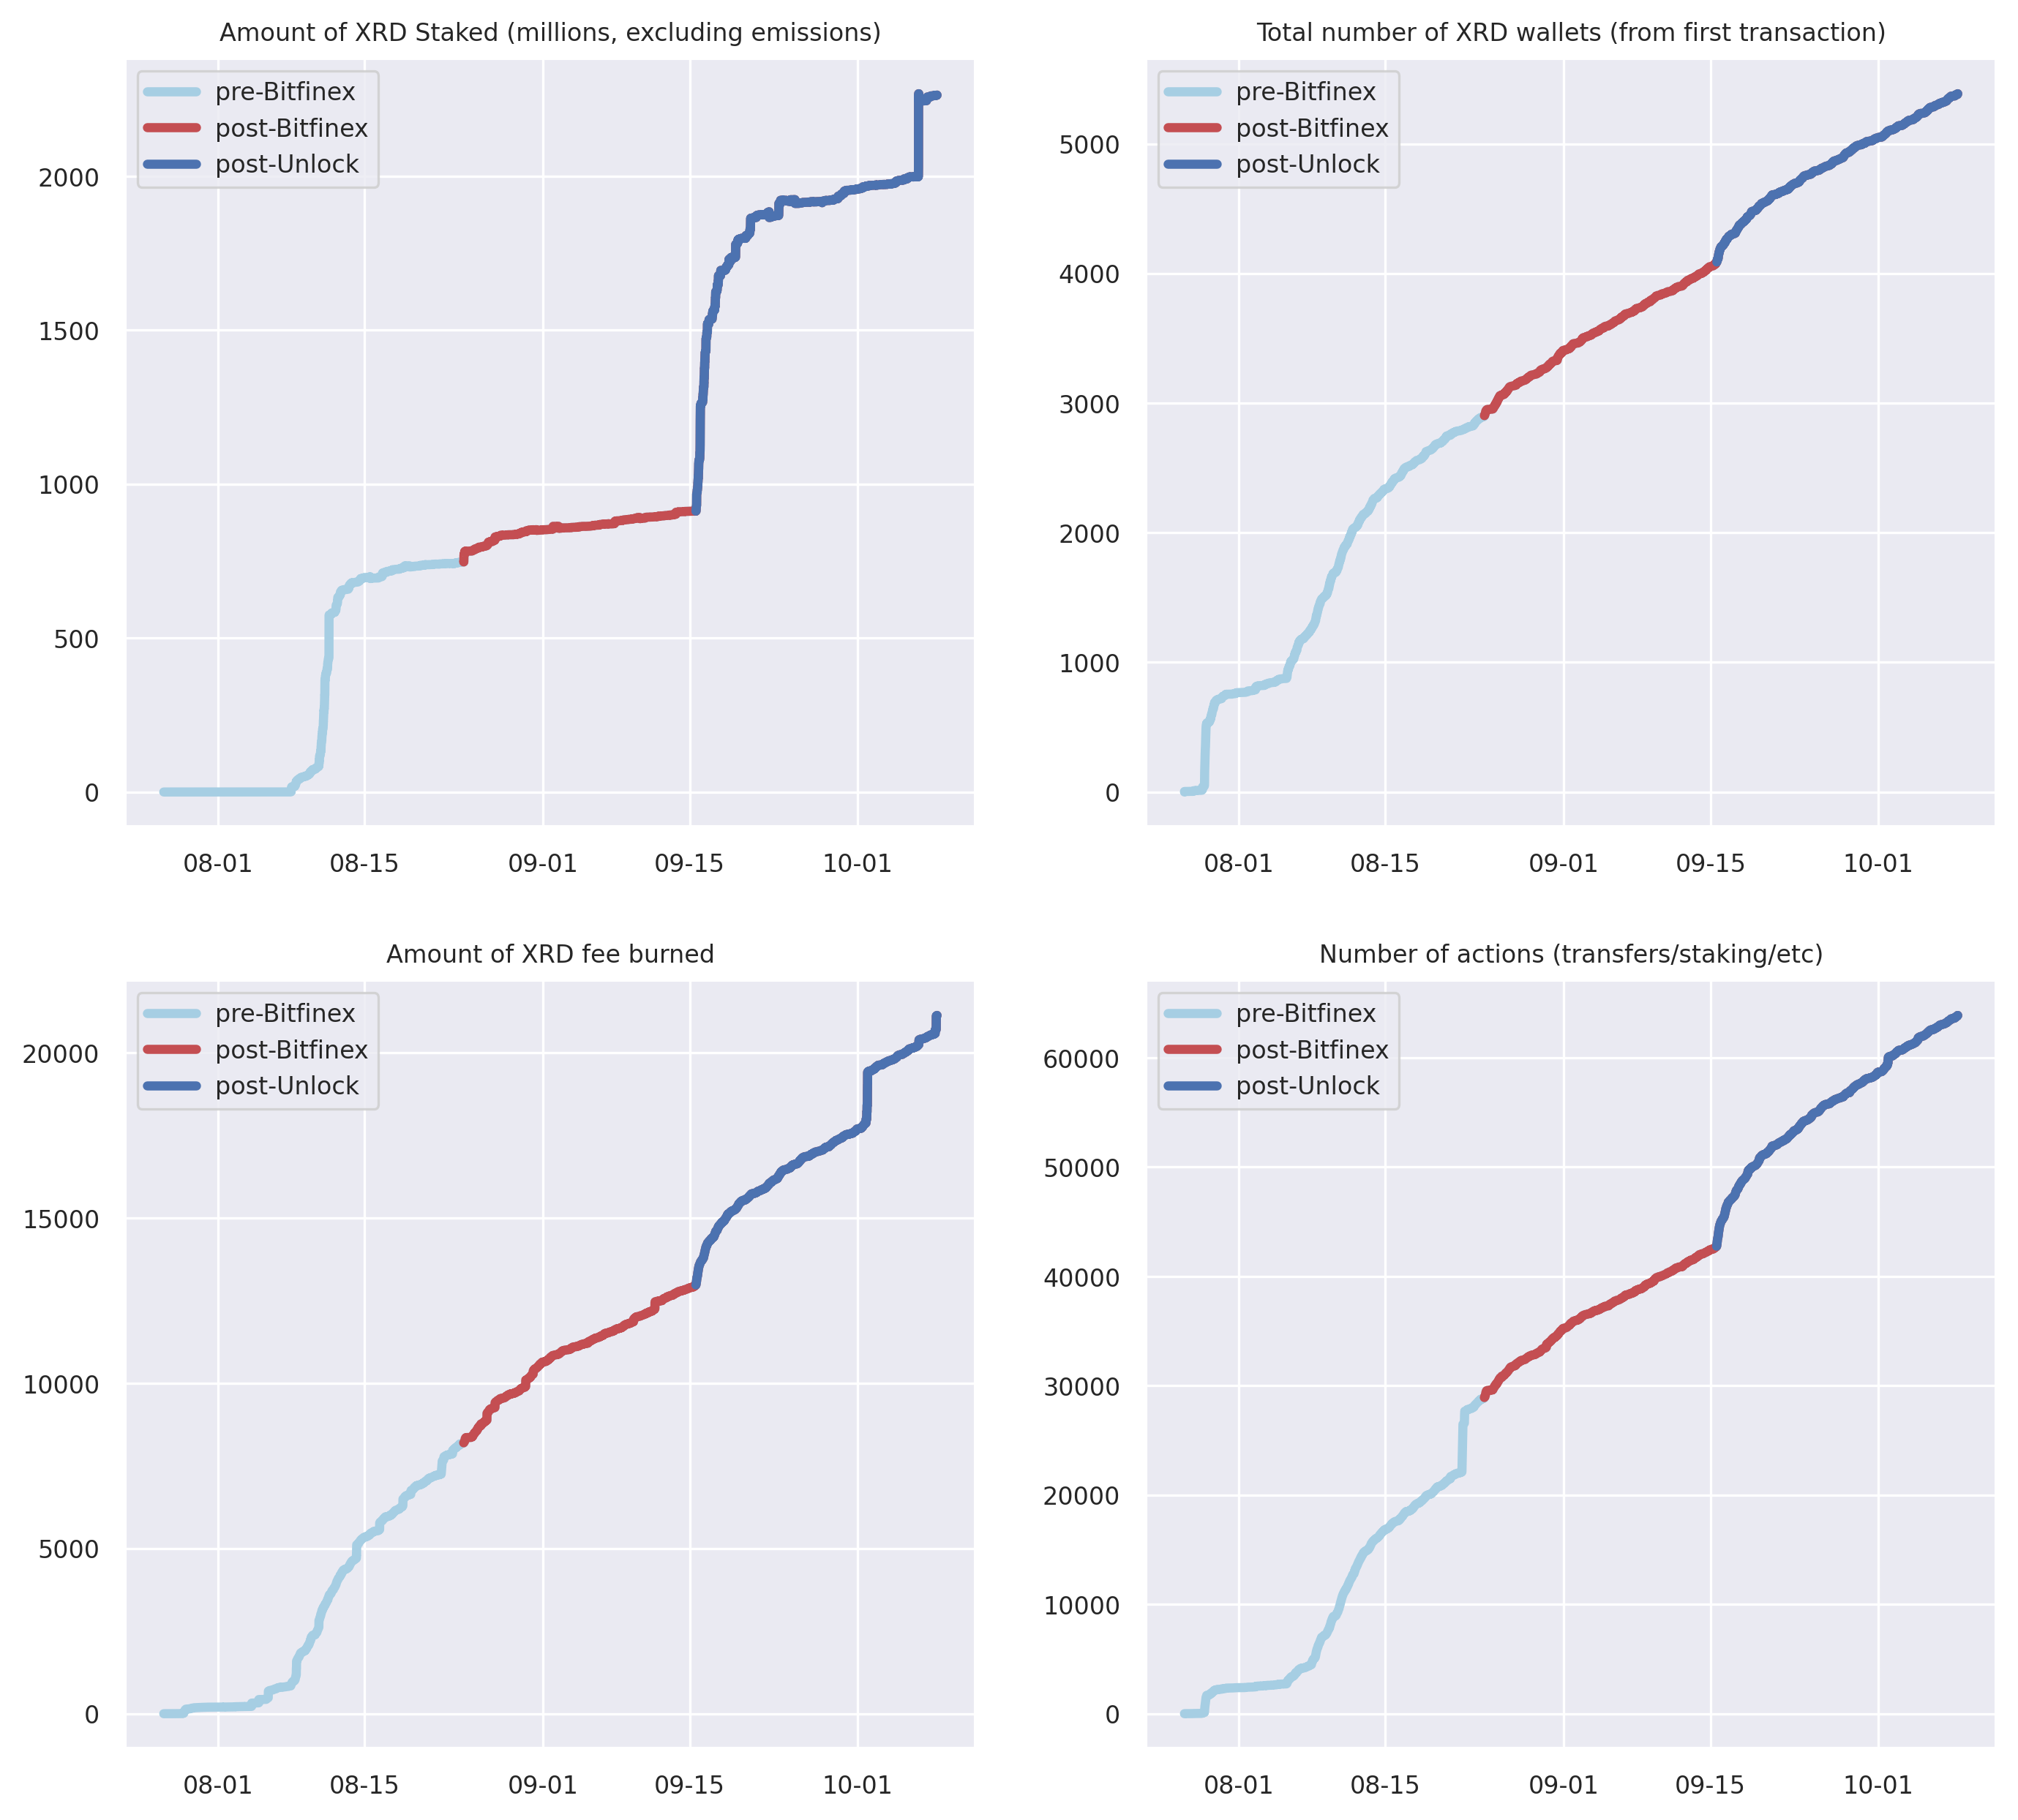 Amount of XRD Staked (millions, excluding emissions)
pre-Bitfinex
post-Bitfinex
post-Unlock
2000
1500
1000
500
0
08-01 08-15 09-01 09-15 10-01
Total number of XRD wallets (from first transaction)
pre-Bitfinex
post-Bitfinex
post-Unlock
5000
4000
3000
2000
1000
0
08-01 08-15 09-01 09-15 10-01
Amount of XRD fee burned
pre-Bitfinex
post-Bitfinex
post-Unlock
20000
15000
10000
5000
0
08-01 08-15 09-01 09-15 10-01
Number of actions (transfers/staking/etc)
pre-Bitfinex
post-Bitfinex
post-Unlock
60000
50000
40000
30000
20000
10000
0
08-01 08-15 09-01 09-15 10-01